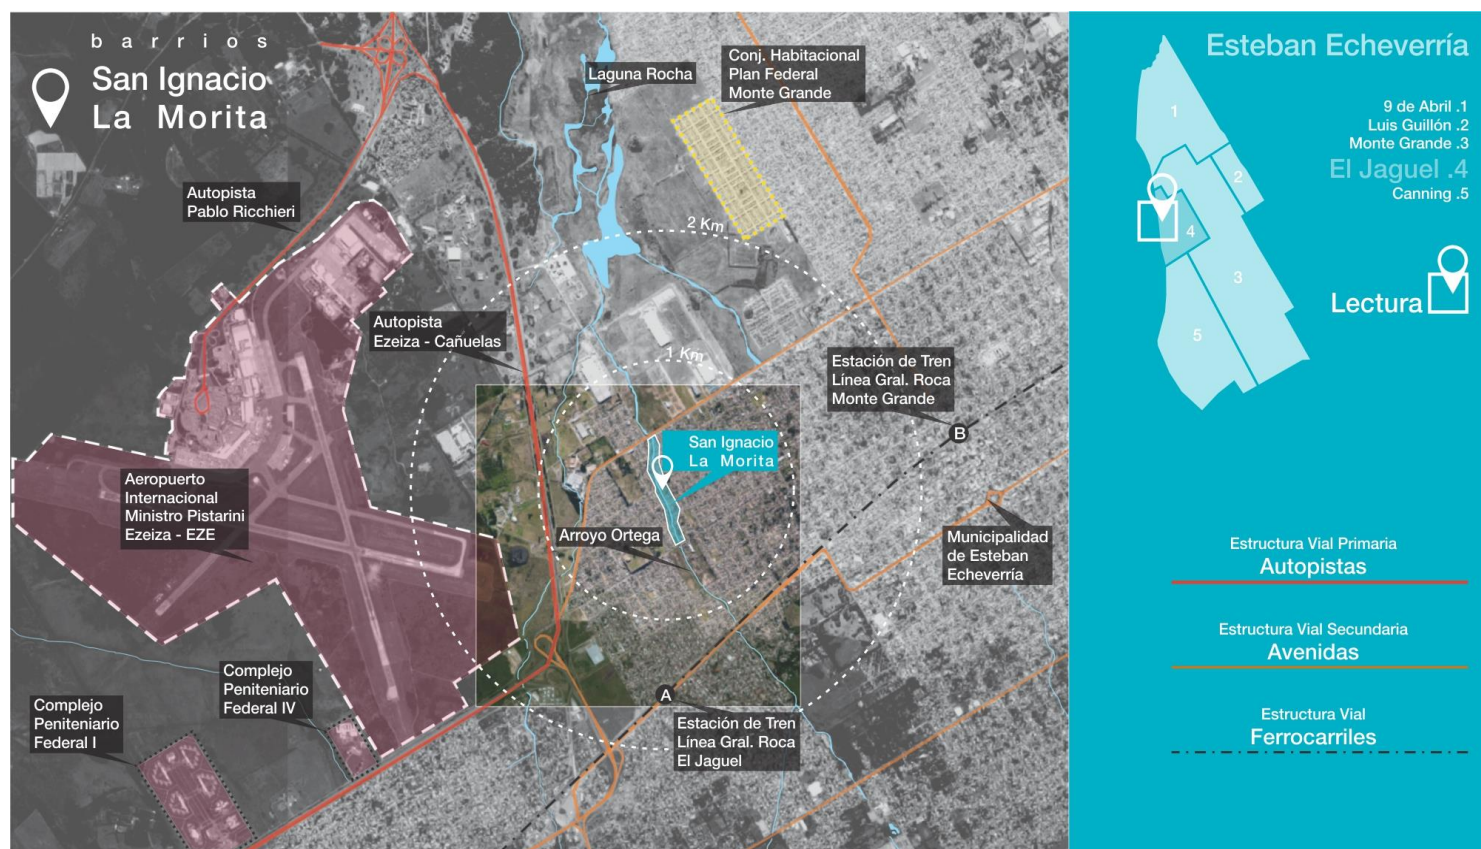 barrios
San Ignacio
La Morita
Laguna Rocha
Conj. Habitacional
Plan Federal
Monte Grande
Autopista
Pablo Ricchieri
2 Km
Autopista
Ezeiza - Cañuelas
1 Km
Estación de Tren
Línea Gral. Roca
Monte Grande
B
San Ignacio
La Morita
Aeropuerto
Internacional
Ministro Pistarini
Ezeiza - EZE
Arroyo Ortega
Municipalidad
de Esteban
Echeverría
Complejo
Peniteniario
Federal IV
Complejo
Peniteniario
Federal I
A
Estación de Tren
Línea Gral. Roca
El Jaguel
Esteban Echeverría
9 de Abril .1
Luis Guillón .2
Monte Grande .3
El Jaguel .4
Canning .5
1
2
4
3
5
Lectura
Estructura Vial Primaria
Autopistas
Estructura Vial Secundaria
Avenidas
Estructura Vial
Ferrocarriles